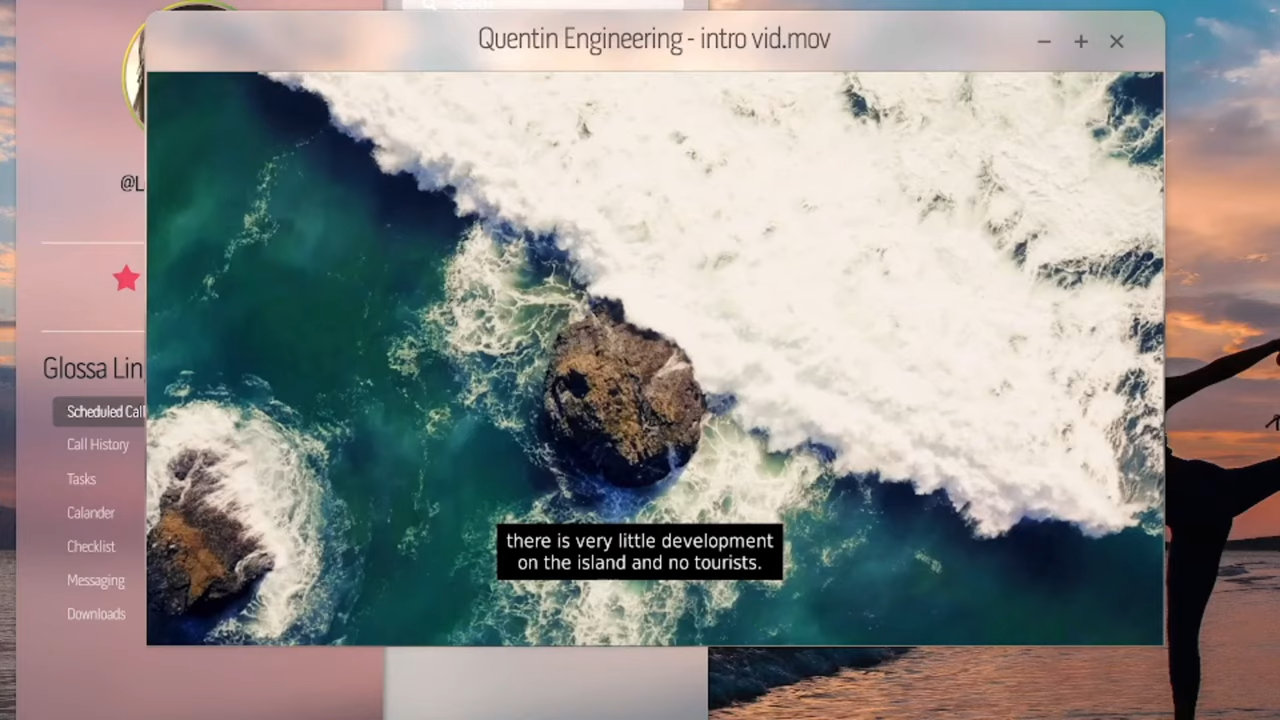 Quentin Engineering - intro vid.mov
@L
Glossa Lin
Scheduled Call
Call History
Tasks
Calander
Checklist
Messaging
Downloads
there is very little development
on the island and no tourists.